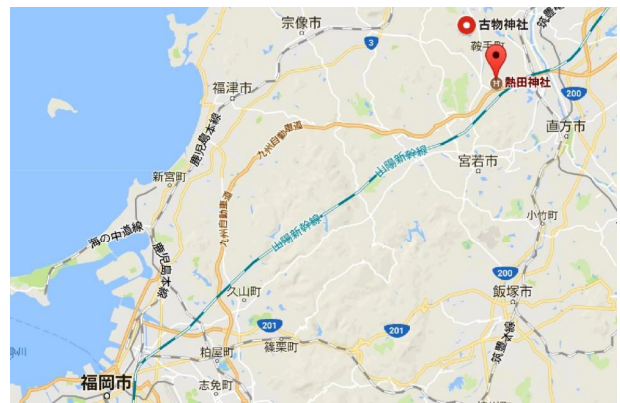 宗像市
古物神社
筑豊
3
鞍手町
熱田神社
福津市
200
直方市
鹿児島本線
九州自動車道
山陽新幹線
宮若市
新宮町
小竹町
海の中道線
九州自動車道
山陽新幹線
鹿児島本線
200
久山町
飯塚市
201
201
粕屋町
篠栗町
筑豊本線
福岡市
志免町